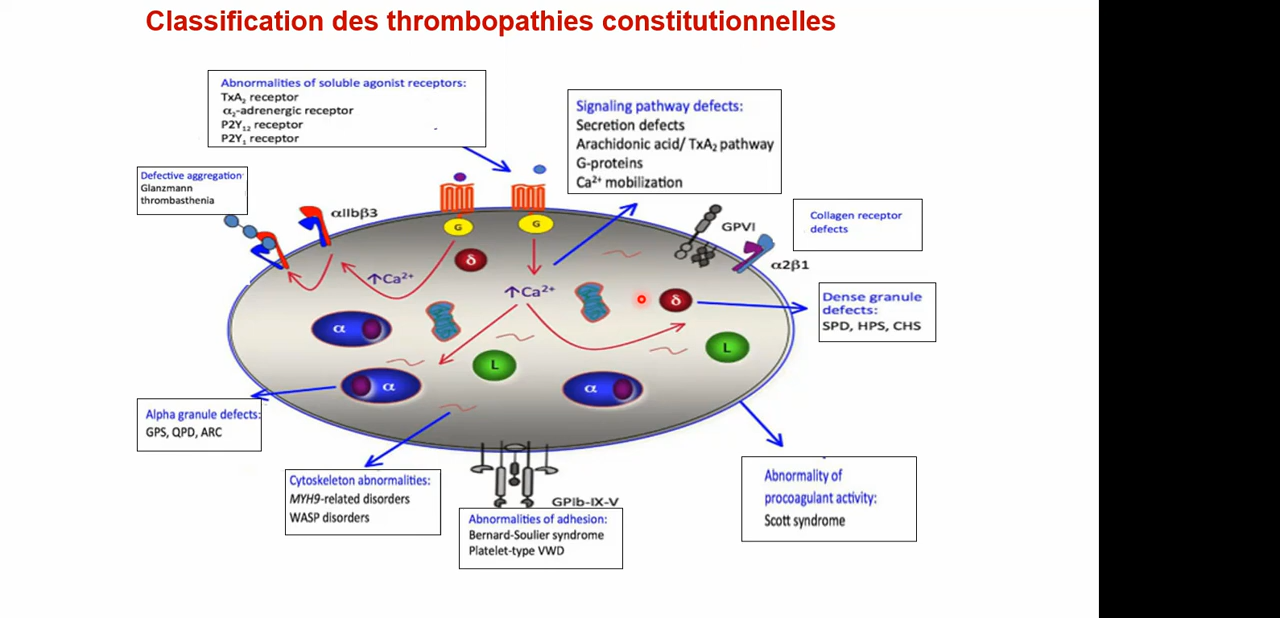 Classification des thrombopathies constitutionnelles
Abnormalities of soluble agonist receptors:
TxA₂ receptor
α₂-adrenergic receptor
P2Y₁₂ receptor
P2Y₁ receptor
Signaling pathway defects:
Secretion defects
Arachidonic acid/ TxA₂ pathway
G-proteins
Ca²⁺ mobilization
Defective aggregation
Glanzmann
thrombasthenia
αIIbβ3
G
G
GPVI
Collagen receptor
defects
α2β1
δ
↑Ca²⁺
↑Ca²⁺
δ
Dense granule
defects:
SPD, HPS, CHS
α
L
L
α
α
Alpha granule defects:
GPS, QPD, ARC
Cytoskeleton abnormalities:
MYH9-related disorders
WASP disorders
GPIb-IX-V
Abnormalities of adhesion:
Bernard-Soulier syndrome
Platelet-type VWD
Abnormality of
procoagulant activity:
Scott syndrome